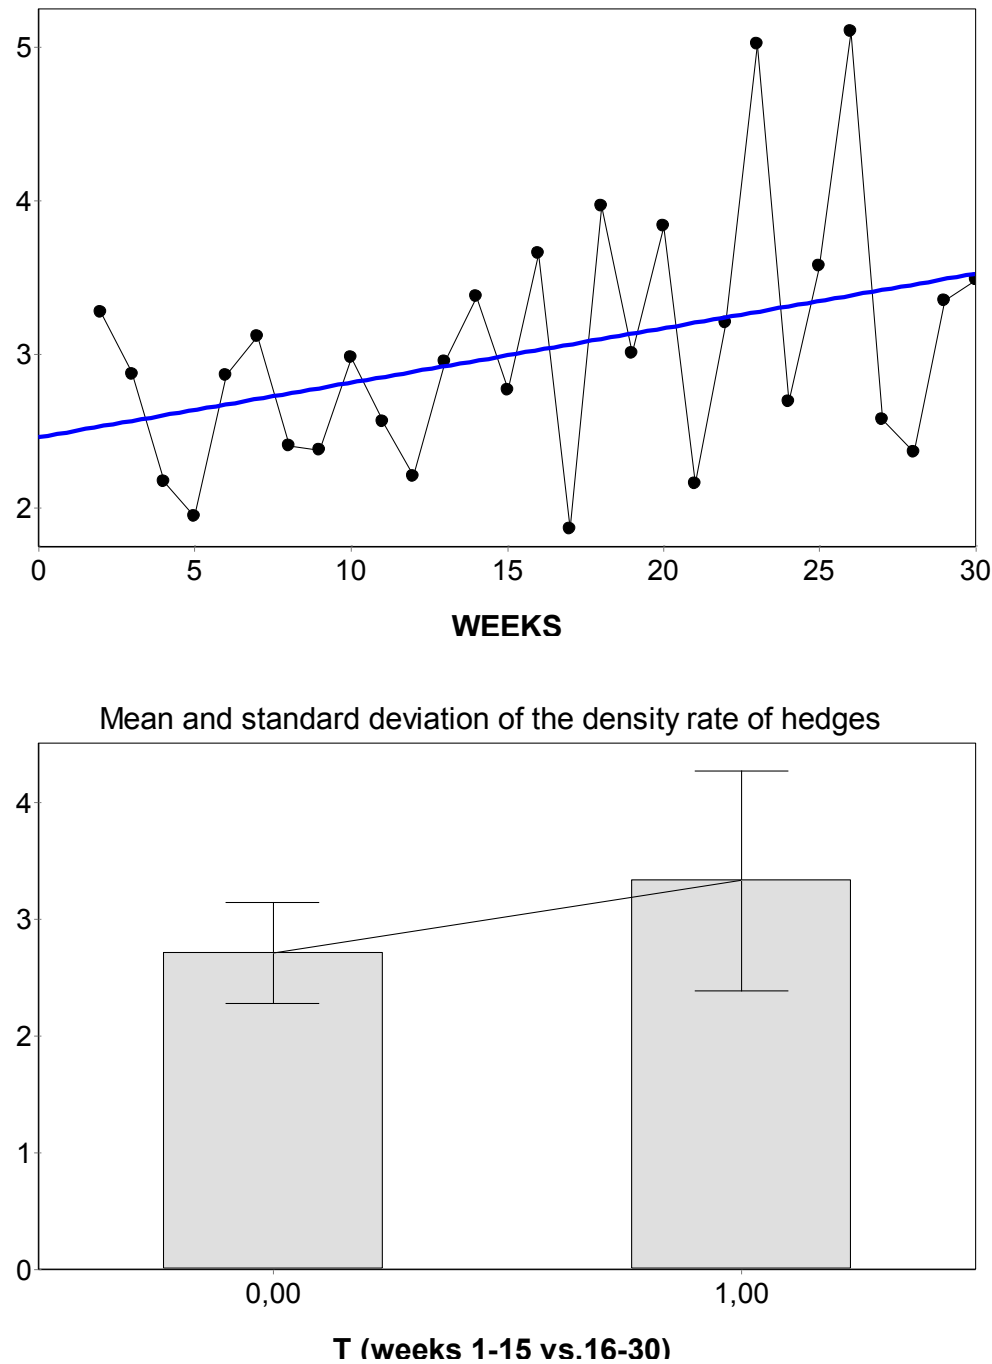 5
4
3
2
0 5 10 15 20 25 30
WEEKS
Mean and standard deviation of the density rate of hedges
4
3
2
1
0
0,00 1,00
T (weeks 1-15 vs.16-30)